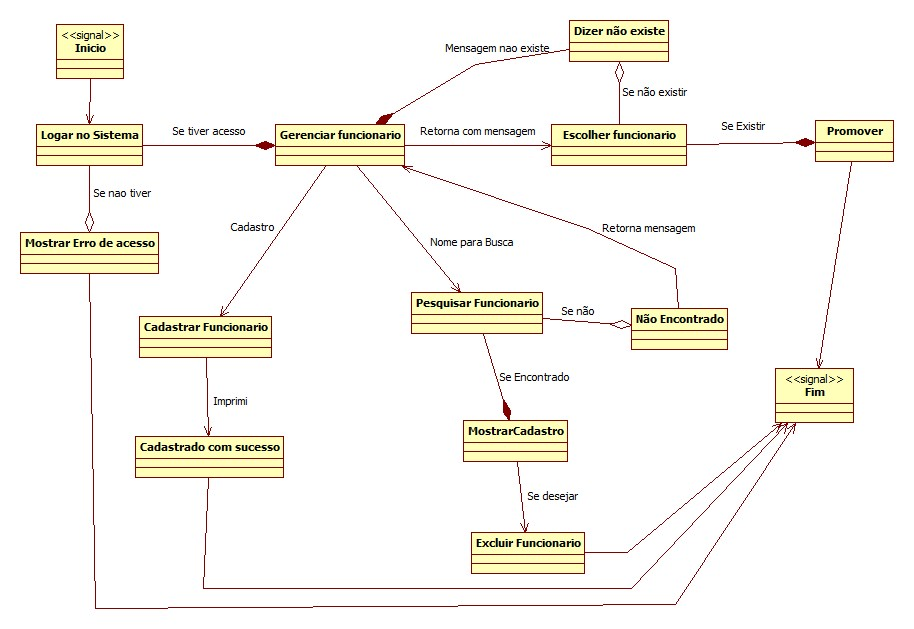 <<signal>>
Inicio
Dizer não existe
Mensagem nao existe
Se não existir
Logar no Sistema
Se tiver acesso
Gerenciar funcionario
Retorna com mensagem
Escolher funcionario
Se Existir
Promover
Se nao tiver
Cadastro
Nome para Busca
Retorna mensagem
Mostrar Erro de acesso
Cadastrar Funcionario
Pesquisar Funcionario
Se não
Não Encontrado
Imprimi
Se Encontrado
<<signal>>
Fim
Cadastrado com sucesso
MostrarCadastro
Se desejar
Excluir Funcionario